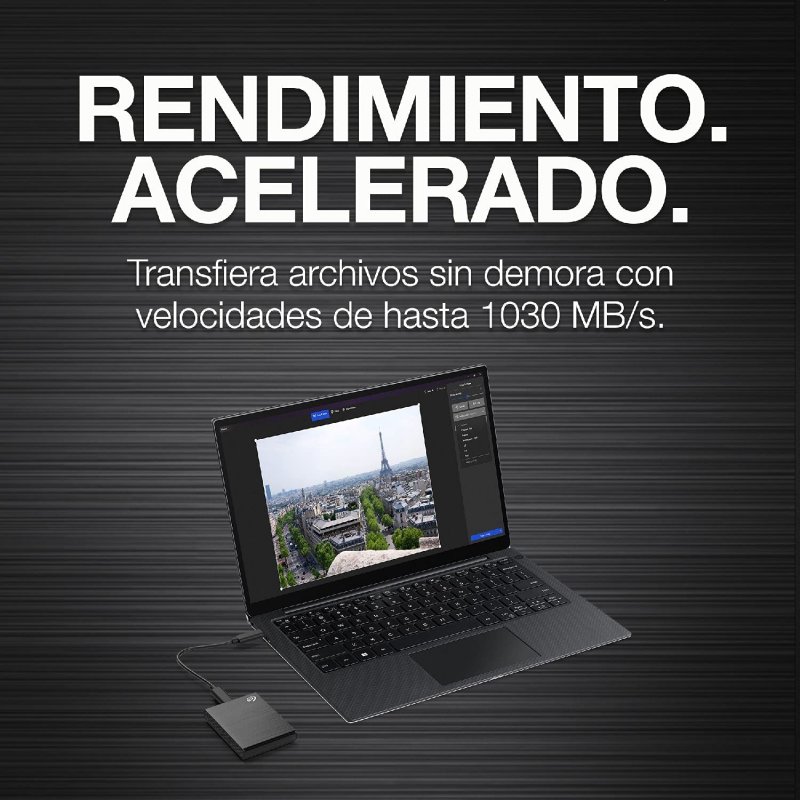 RENDIMIENTO.
ACELERADO.
Transfiera archivos sin demora con
velocidades de hasta 1030 MB/s.